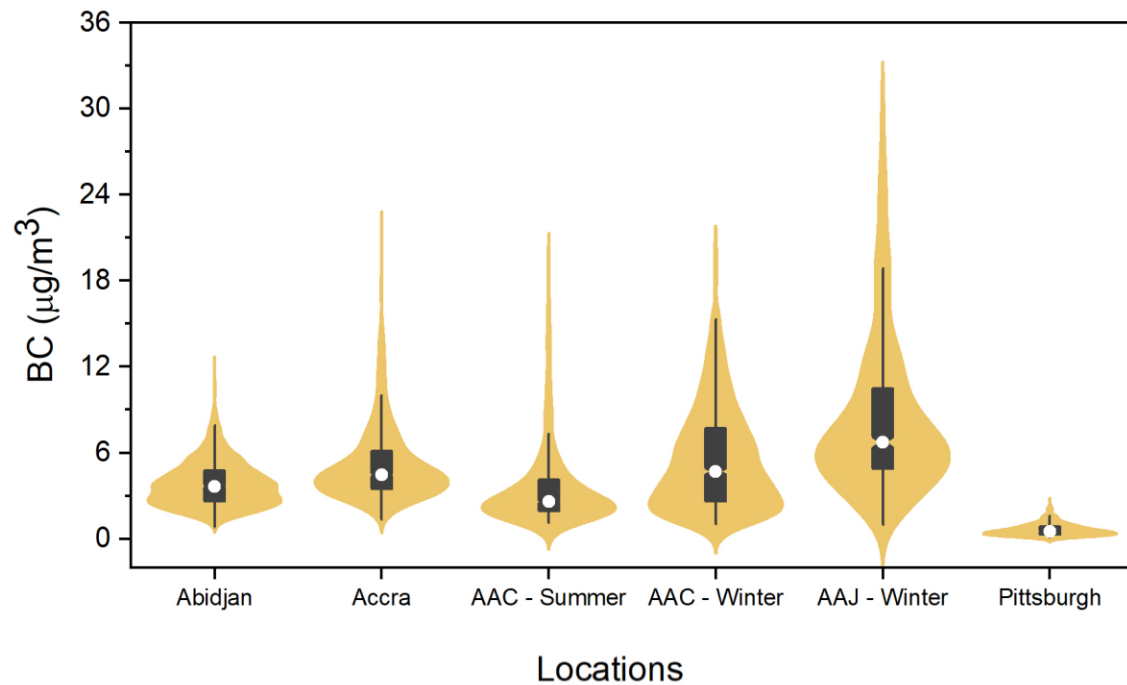 BC (μg/m³)
36
30
24
18
12
6
0
Abidjan Accra AAC - Summer AAC - Winter AAJ - Winter Pittsburgh
Locations